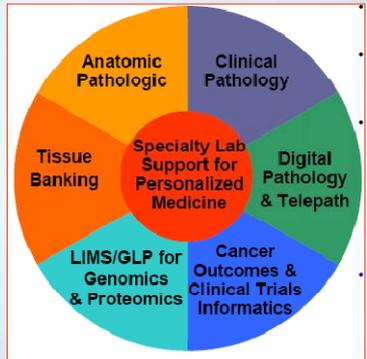 Anatomic
Pathologic
Clinical
Pathology
Tissue
Banking
Specialty Lab
Support for
Personalized
Medicine
Digital
Pathology
& Telepath
LIMS/GLP for
Genomics
& Proteomics
Cancer
Outcomes &
Clinical Trials
Informatics